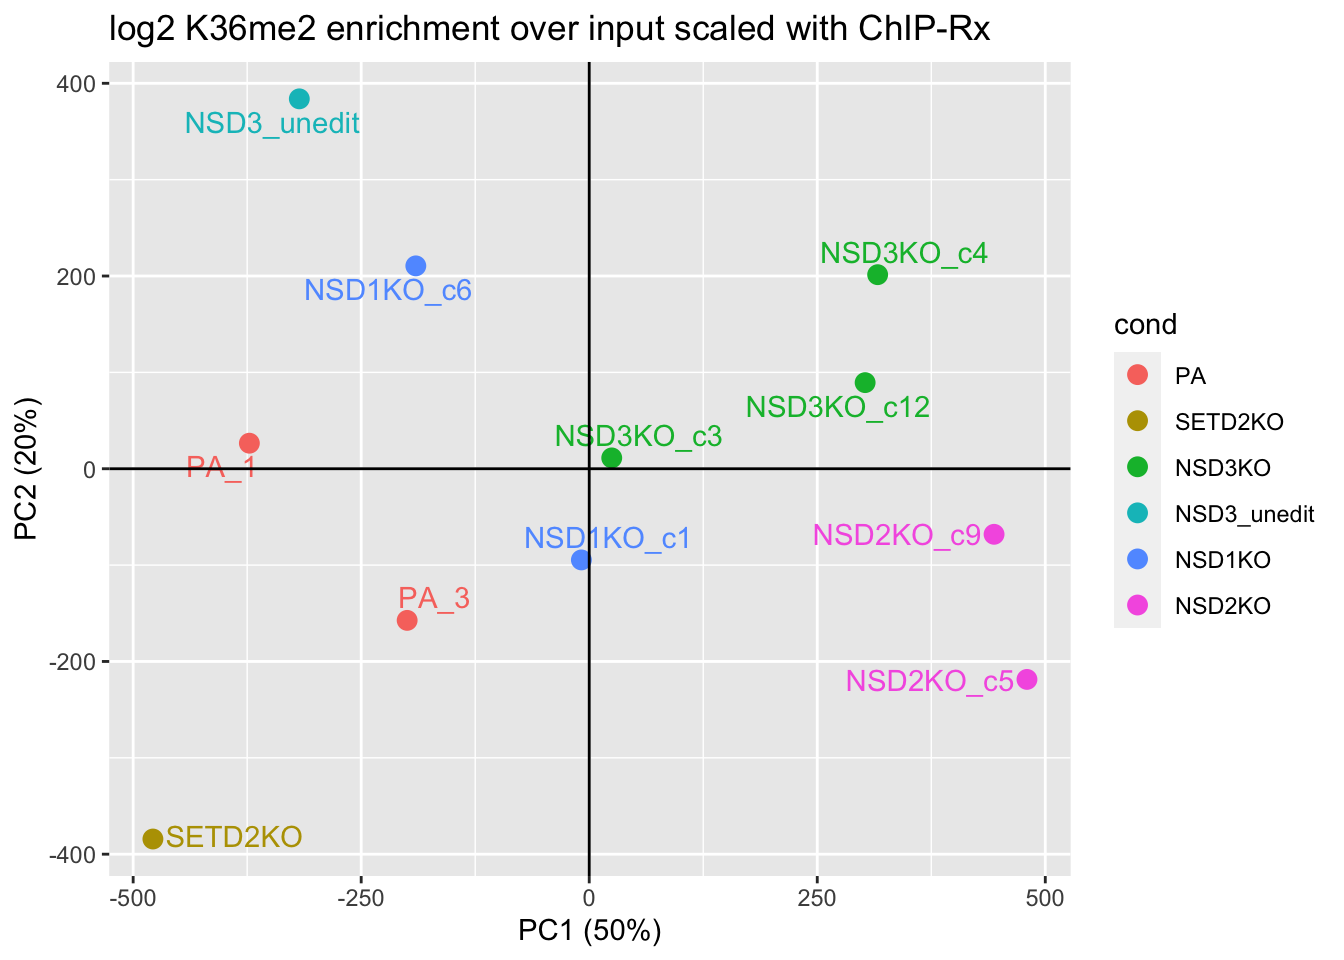 log2 K36me2 enrichment over input scaled with ChIP-Rx
400
NSD3_unedit
NSD3KO_c4
200
NSD1KO_c6
NSD3KO_c12
NSD3KO_c3
PA_1
0
NSD1KO_c1
NSD2KO_c9
PA_3
-200
NSD2KO_c5
SETD2KO
-400
-500
-250
0
250
500
PC1 (50%)
PC2 (20%)
cond
PA
SETD2KO
NSD3KO
NSD3_unedit
NSD1KO
NSD2KO